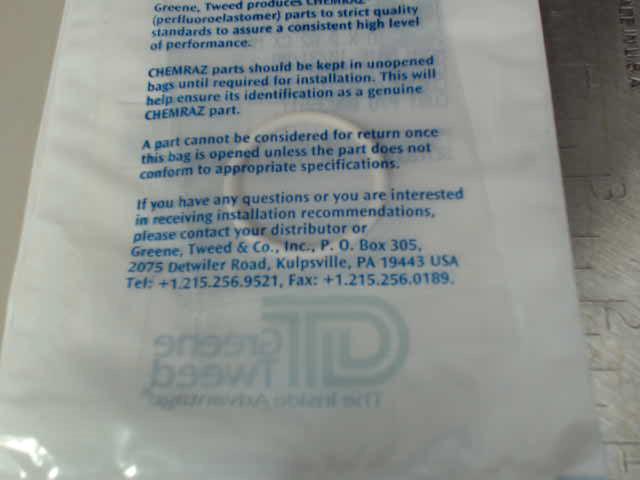 Greene, Tweed produces CHEMRAZ
(perfluoroelastomer) parts to strict quality
standards to assure a consistent high level
of performance.
CHEMRAZ parts should be kept in unopened
bags until required for installation. This will
help ensure its identification as a genuine
CHEMRAZ part.
A part cannot be considered for return once
this bag is opened unless the part does not
conform to appropriate specifications.
If you have any questions or you are interested
in receiving installation recommendations,
please contact your distributor or
Greene, Tweed & Co., Inc., P. O. Box 305,
2075 Detwiler Road, Kulpsville, PA 19443 USA
Tel: +1.215.256.9521, Fax: +1.215.256.0189.
Greene
Tweed
The Inside Advantage